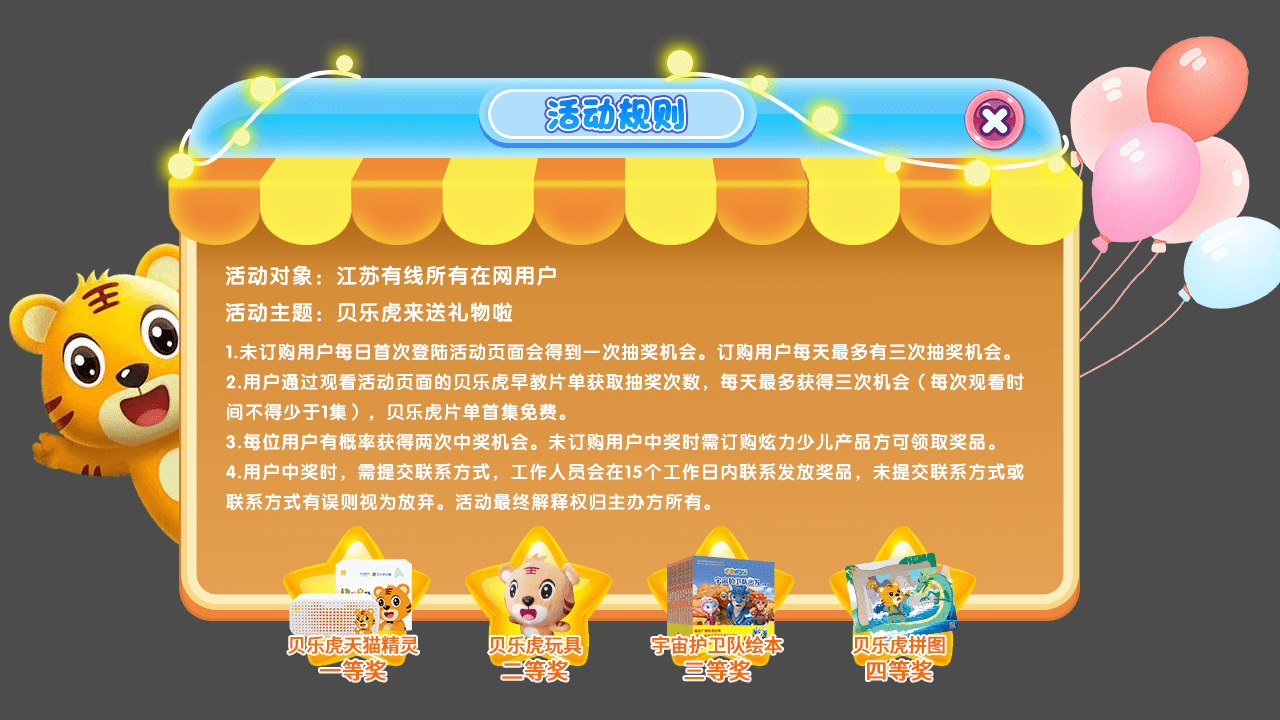 活动规则
活动对象：江苏有线所有在网用户
活动主题：贝乐虎来送礼物啦
1.未订购用户每日首次登陆活动页面会得到一次抽奖机会。订购用户每天最多有三次抽奖机会。
2.用户通过观看活动页面的贝乐虎早教片单获取抽奖次数，每天最多获得三次机会（每次观看时
间不得少于1集），贝乐虎片单首集免费。
3.每位用户有概率获得两次中奖机会。未订购用户中奖时需订购炫力少儿产品方可领取奖品。
4.用户中奖时，需提交联系方式，工作人员会在15个工作日内联系发放奖品，未提交联系方式或
联系方式有误则视为放弃。活动最终解释权归主办方所有。
贝乐虎天猫精灵
一等奖
贝乐虎玩具
二等奖
宇宙护卫队绘本
三等奖
贝乐虎拼图
四等奖